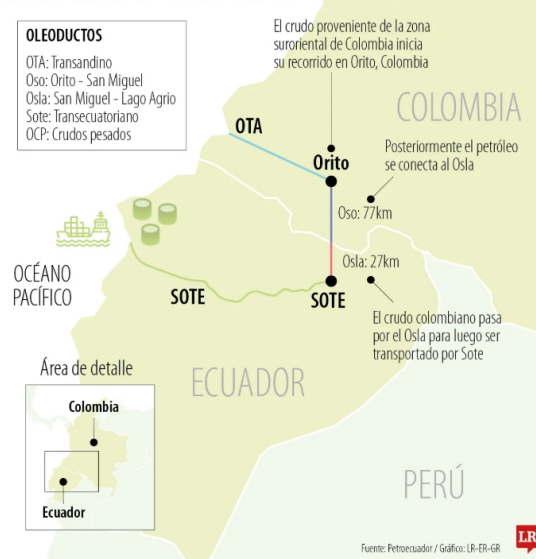 OLEODUCTOS
OTA: Transandino
Oso: Orito - San Miguel
Osla: San Miguel - Lago Agrio
Sote: Transecuatoriano
OCP: Crudos pesados
El crudo proveniente de la zona
suroriental de Colombia inicia
su recorrido en Orito, Colombia
COLOMBIA
OTA
Posteriormente el petróleo
se conecta al Osla
Orito
Oso: 77km
Osla: 27km
OCÉANO
PACÍFICO
SOTE
SOTE
El crudo colombiano pasa
por el Osla para luego ser
transportado por Sote
Área de detalle
ECUADOR
Colombia
Ecuador
PERÚ
Fuente: Petroecuador / Gráfico: LR-ER-GR
LR